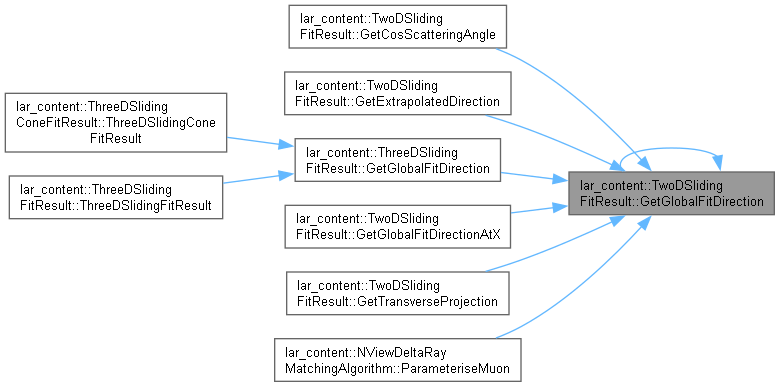 lar_content::TwoDSliding
FitResult::GetCosScatteringAngle
lar_content::TwoDSliding
FitResult::GetExtrapolatedDirection
lar_content::ThreeDSliding
ConeFitResult::ThreeDSlidingCone
FitResult
lar_content::ThreeDSliding
FitResult::GetGlobalFitDirection
lar_content::TwoDSliding
FitResult::GetGlobalFitDirection
lar_content::ThreeDSliding
FitResult::ThreeDSlidingFitResult
lar_content::TwoDSliding
FitResult::GetGlobalFitDirectionAtX
lar_content::TwoDSliding
FitResult::GetTransverseProjection
lar_content::NViewDeltaRay
MatchingAlgorithm::ParameteriseMuon